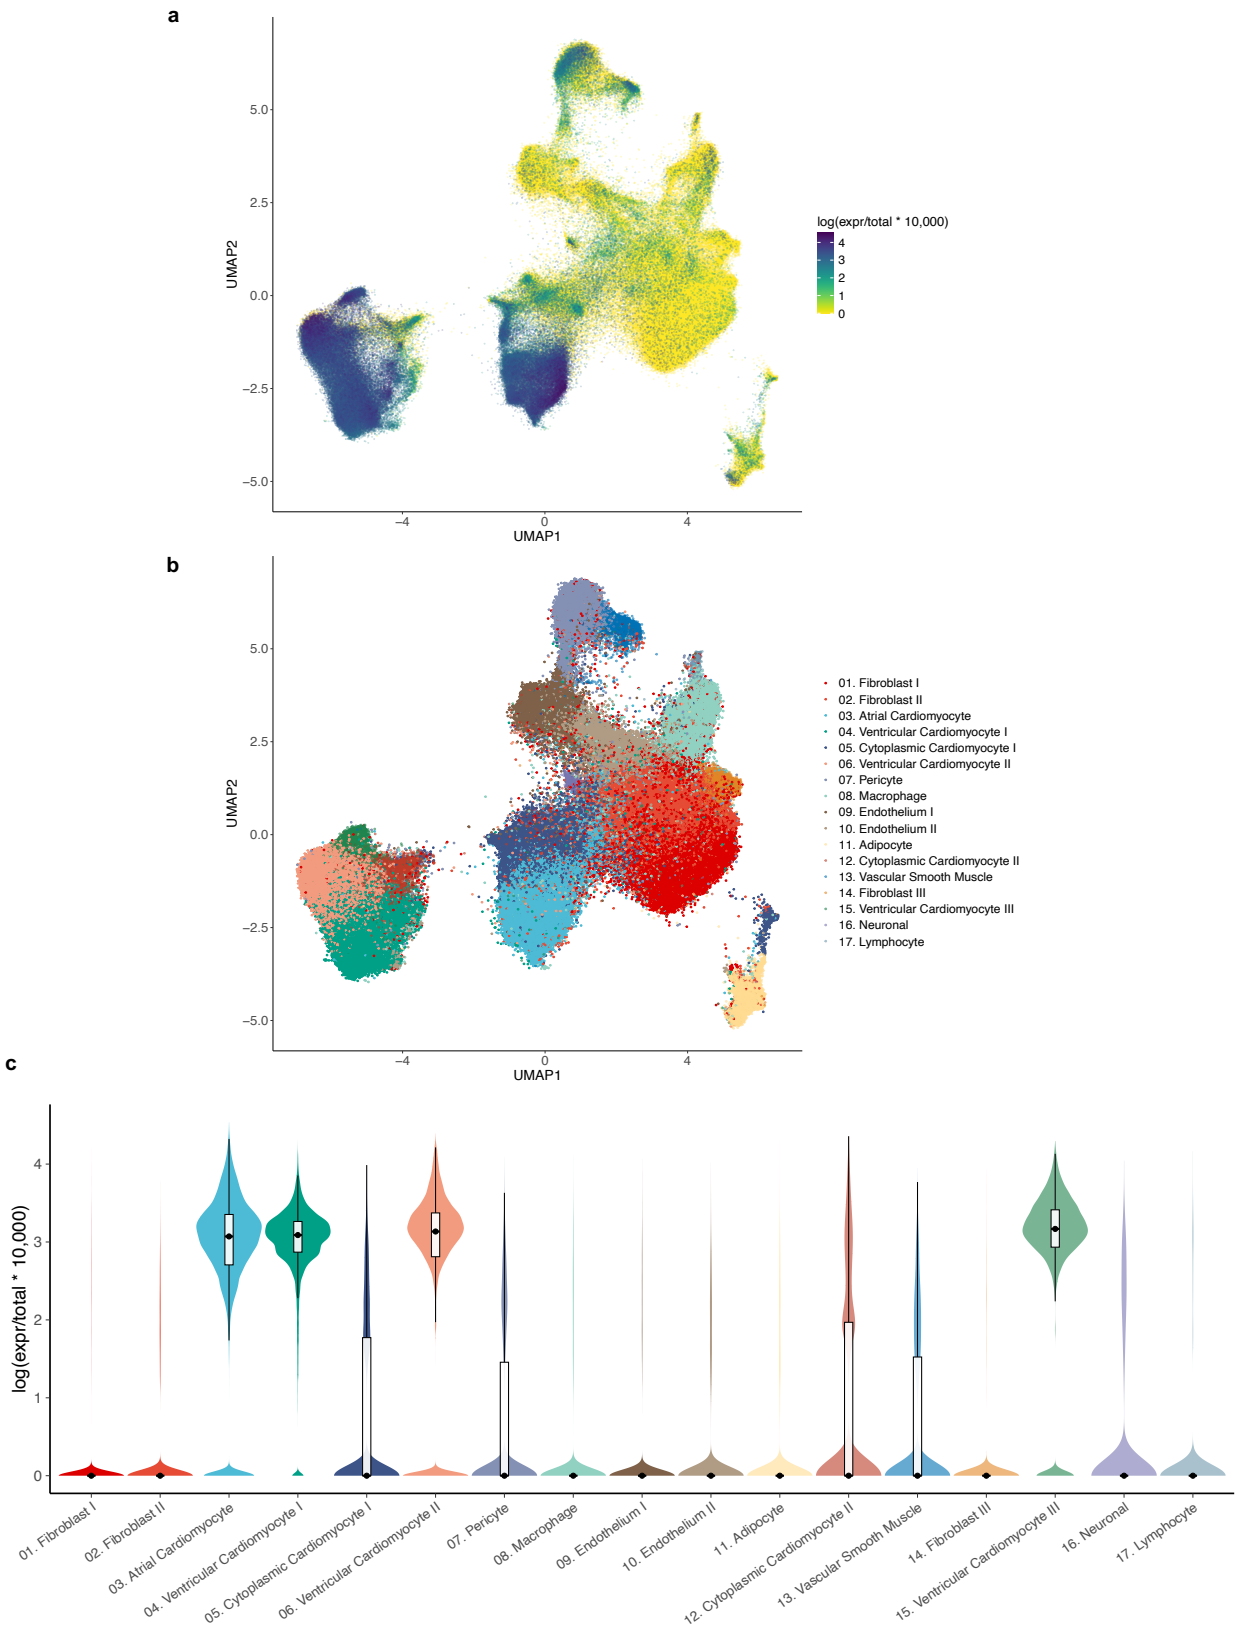 a
5.0
2.5
0.0
−2.5
−5.0
UMAP2
−4
0
4
UMAP1
log(expr/total * 10,000)
4
3
2
1
0
b
5.0
2.5
0.0
−2.5
−5.0
UMAP2
−4
0
4
UMAP1
01. Fibroblast I
02. Fibroblast II
03. Atrial Cardiomyocyte
04. Ventricular Cardiomyocyte I
05. Cytoplasmic Cardiomyocyte I
06. Ventricular Cardiomyocyte II
07. Pericyte
08. Macrophage
09. Endothelium I
10. Endothelium II
11. Adipocyte
12. Cytoplasmic Cardiomyocyte II
13. Vascular Smooth Muscle
14. Fibroblast III
15. Ventricular Cardiomyocyte III
16. Neuronal
17. Lymphocyte
c
4
3
2
1
0
log(expr/total * 10,000)
01. Fibroblast I
02. Fibroblast II
03. Atrial Cardiomyocyte
04. Ventricular Cardiomyocyte I
05. Cytoplasmic Cardiomyocyte I
06. Ventricular Cardiomyocyte II
07. Pericyte
08. Macrophage
09. Endothelium I
10. Endothelium II
11. Adipocyte
12. Cytoplasmic Cardiomyocyte II
13. Vascular Smooth Muscle
14. Fibroblast III
15. Ventricular Cardiomyocyte III
16. Neuronal
17. Lymphocyte